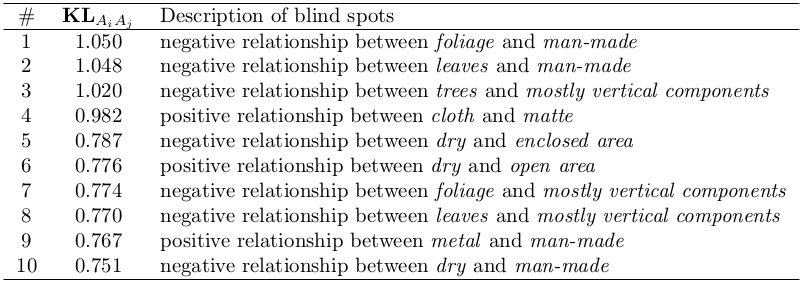 # KL_{A_i A_j} Description of blind spots
1 1.050 negative relationship between foliage and man-made
2 1.048 negative relationship between leaves and man-made
3 1.020 negative relationship between trees and mostly vertical components
4 0.982 positive relationship between cloth and matte
5 0.787 negative relationship between dry and enclosed area
6 0.776 positive relationship between dry and open area
7 0.774 negative relationship between foliage and mostly vertical components
8 0.770 negative relationship between leaves and mostly vertical components
9 0.767 positive relationship between metal and man-made
10 0.751 negative relationship between dry and man-made